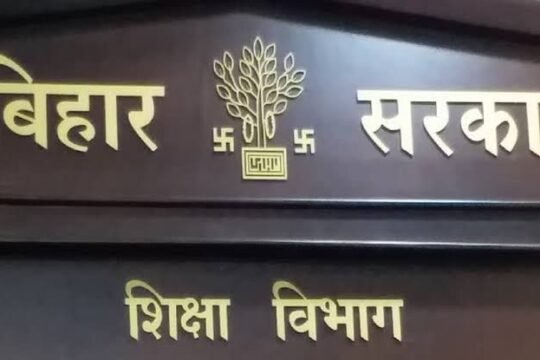 बिहार सरका
शिक्षा विभाग